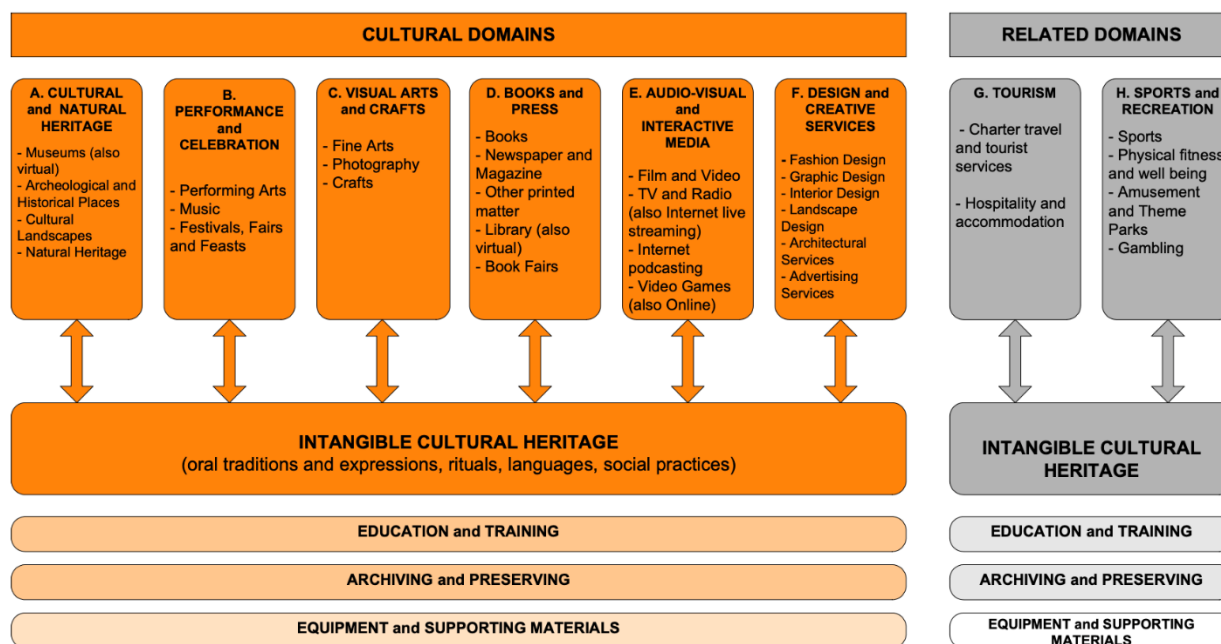 CULTURAL DOMAINS
RELATED DOMAINS
A. CULTURAL
and NATURAL
HERITAGE
- Museums (also
virtual)
- Archeological and
Historical Places
- Cultural
Landscapes
- Natural Heritage
B.
PERFORMANCE
and
CELEBRATION
- Performing Arts
- Music
- Festivals, Fairs
and Feasts
C. VISUAL ARTS
and CRAFTS
- Fine Arts
- Photography
- Crafts
D. BOOKS and
PRESS
- Books
- Newspaper and
Magazine
- Other printed
matter
- Library (also
virtual)
- Book Fairs
E. AUDIO-VISUAL
and
INTERACTIVE
MEDIA
- Film and Video
- TV and Radio
(also Internet live
streaming)
- Internet
podcasting
- Video Games
(also Online)
F. DESIGN and
CREATIVE
SERVICES
- Fashion Design
- Graphic Design
- Interior Design
- Landscape
Design
- Architectural
Services
- Advertising
Services
G. TOURISM
- Charter travel
and tourist
services
- Hospitality and
accommodation
H. SPORTS and
RECREATION
- Sports
- Physical fitness
and well being
- Amusement
and Theme
Parks
- Gambling
INTANGIBLE CULTURAL HERITAGE
(oral traditions and expressions, rituals, languages, social practices)
INTANGIBLE CULTURAL
HERITAGE
EDUCATION and TRAINING
EDUCATION and TRAINING
ARCHIVING and PRESERVING
ARCHIVING and PRESERVING
EQUIPMENT and SUPPORTING MATERIALS
EQUIPMENT and SUPPORTING
MATERIALS